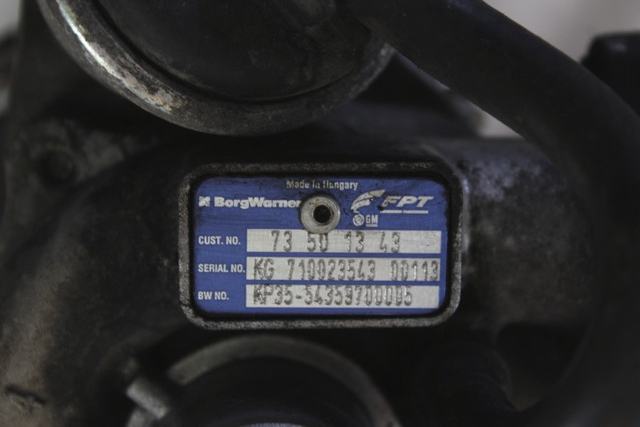 Made in Hungary
BorgWarner FPT
GM
CUST. NO. 73 50 13 43
SERIAL NO. KG 710023543 00113
BW NO. KP35-54359700005